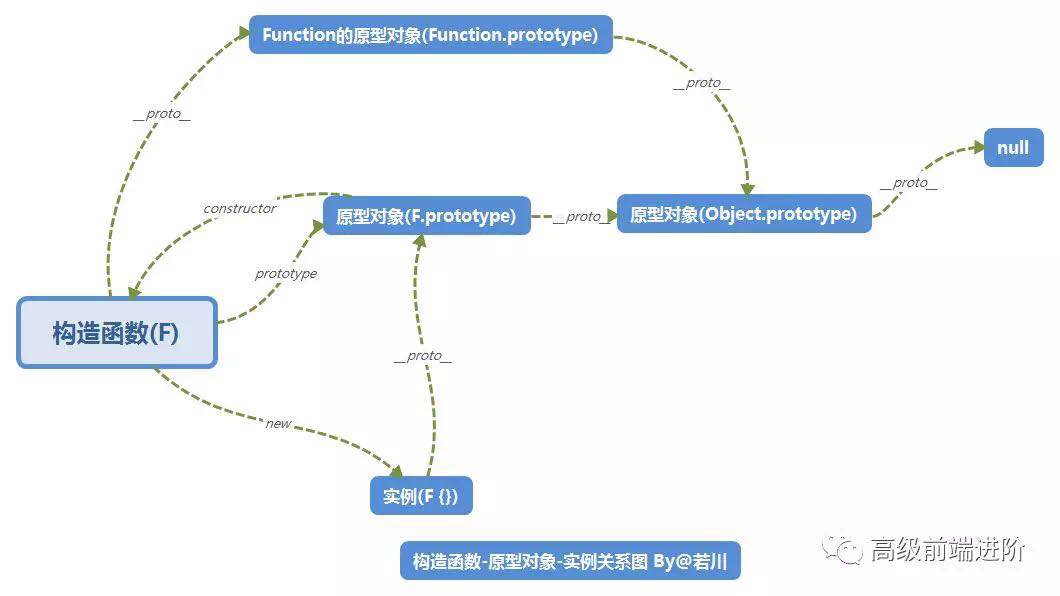 Function的原型对象(Function.prototype)
__proto__
__proto__
null
__proto__
constructor
原型对象(F.prototype)
__proto__
原型对象(Object.prototype)
prototype
构造函数(F)
__proto__
new
实例(F {})
构造函数-原型对象-实例关系图 By@若川
高级前端进阶